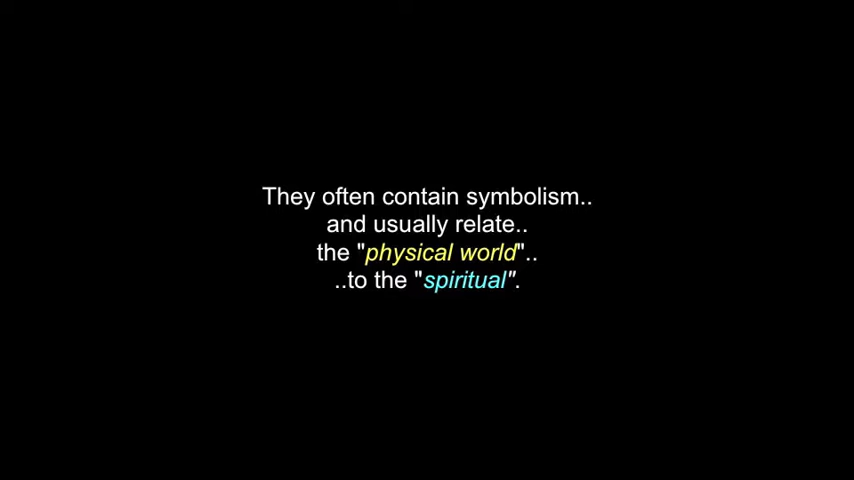 They often contain symbolism..
and usually relate..
the "physical world"..
..to the "spiritual".